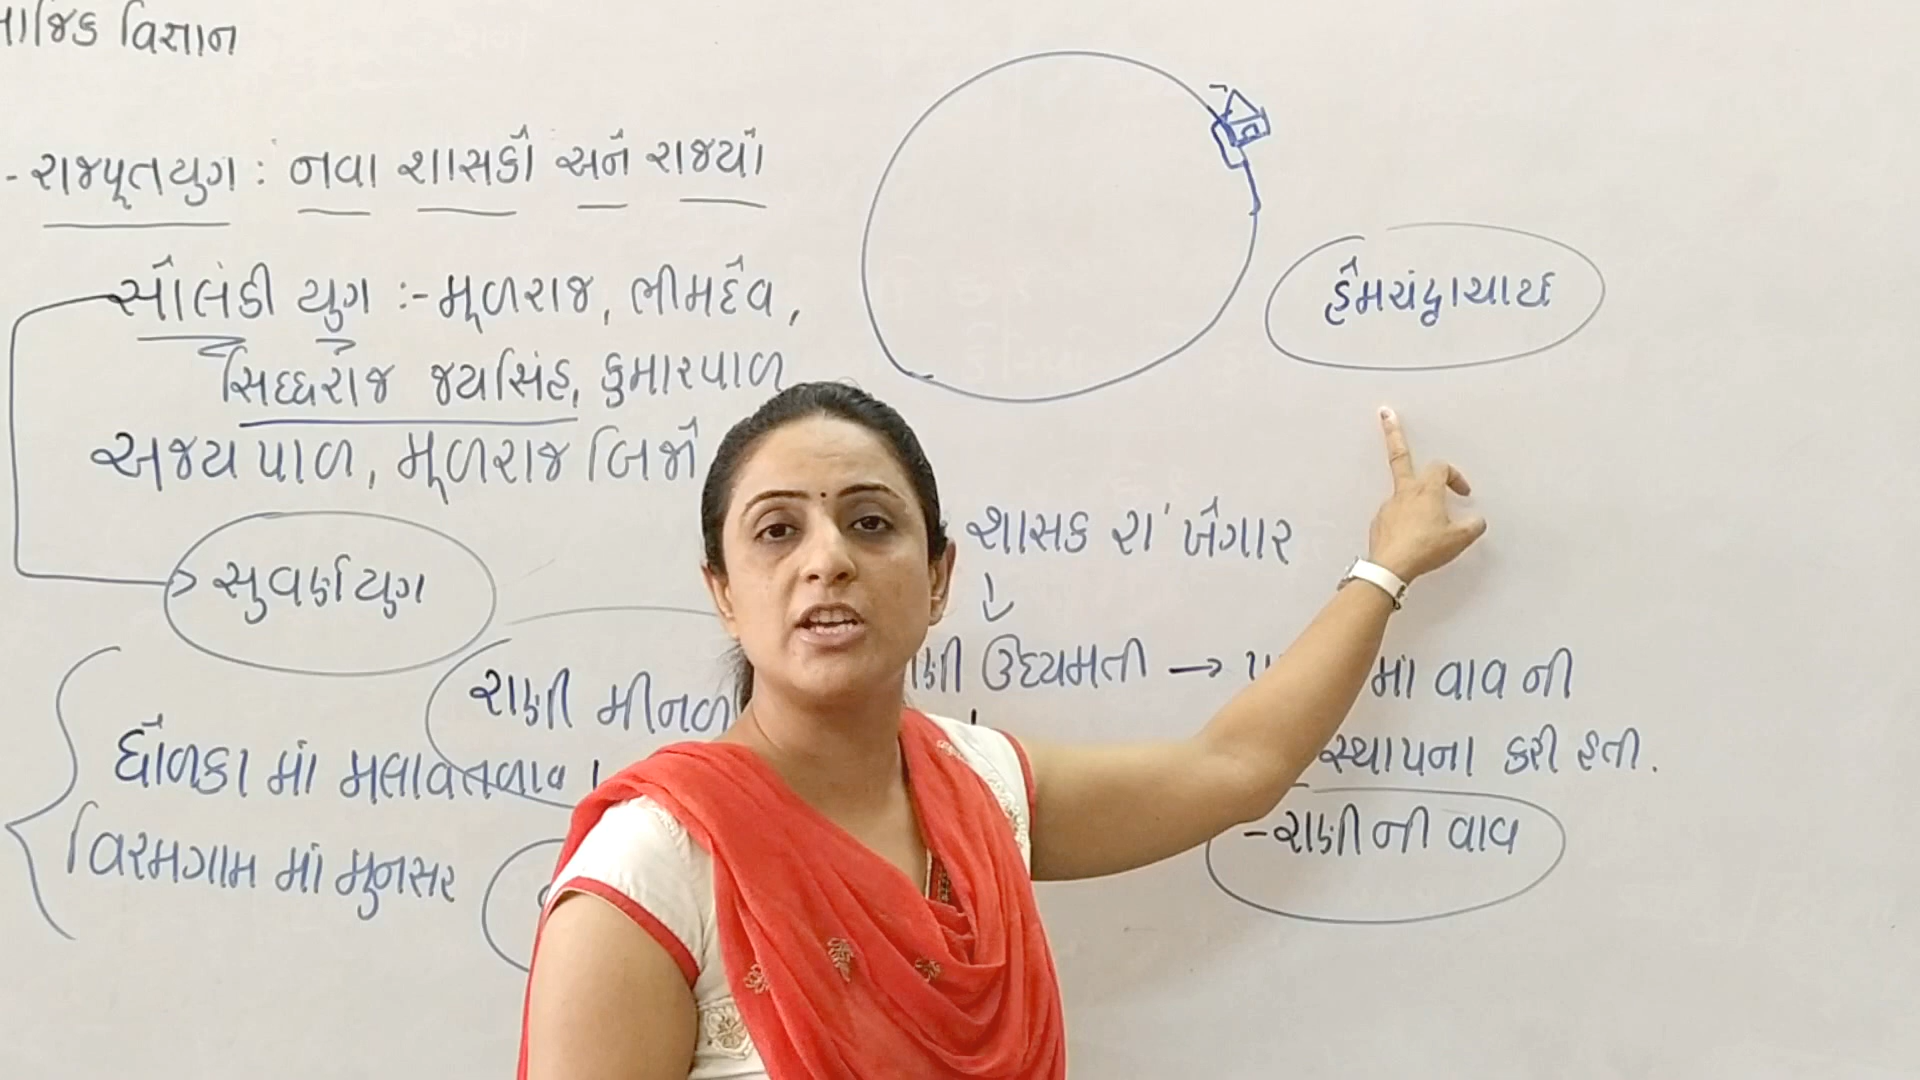 વિજ્ઞાન
- રાજપૂતયુગ : નવા શાસકો અને રાજ્યો
સોલંકી યુગ :- મૂળરાજ, ભીમદેવ,
સિદ્ધરાજ જયસિંહ, કુમારપાળ
અજયપાળ, મૂળરાજ બિજો
હેમચંદ્રાચાર્ય
શાસક રા' ખેંગાર
સુવર્ણયુગ
રાણી મીનળ
ઉદયમતી → માં વાવ ની
સ્થાપના કરી હતી.
ધોળકા માં મલાવતળાવ
- રાણી ની વાવ
વિરમગામ માં મુનસર